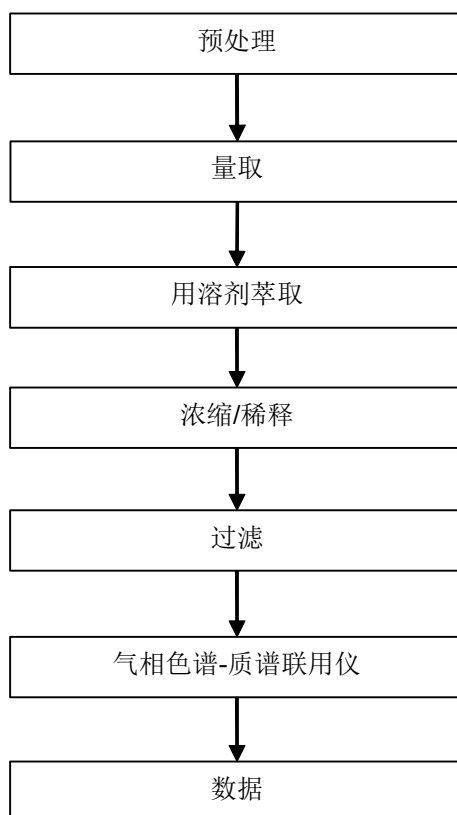 预处理
量取
用溶剂萃取
浓缩/稀释
过滤
气相色谱-质谱联用仪
数据